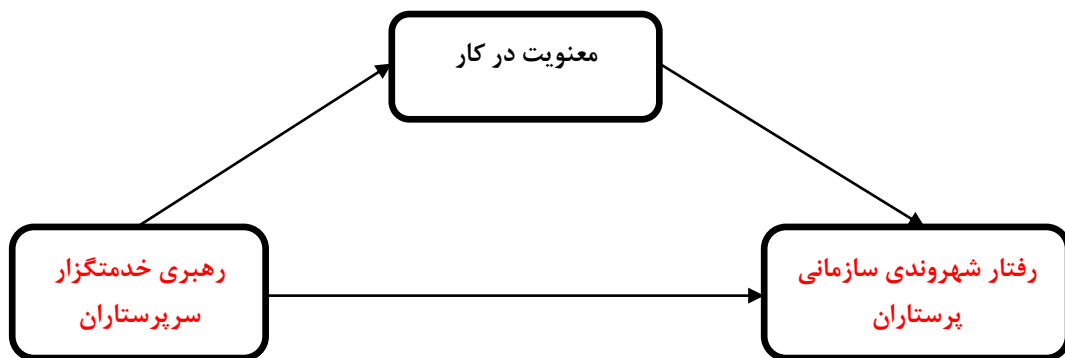 معنویت در کار
رهبری خدمتگزار
سرپرستاران
رفتار شهروندی سازمانی
پرستاران